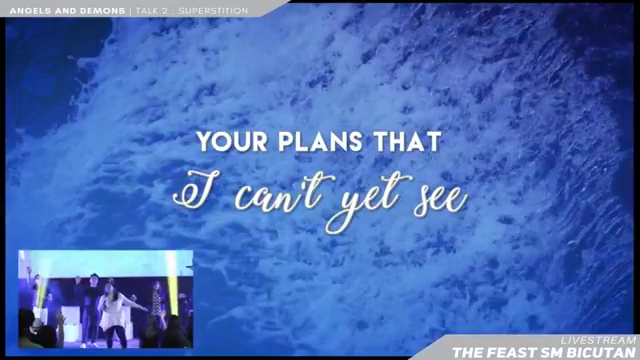 ANGELS AND DEMONS | TALK 2 : SUPERSTITION
YOUR PLANS THAT
I can't yet see
LIVESTREAM
THE FEAST SM BICUTAN